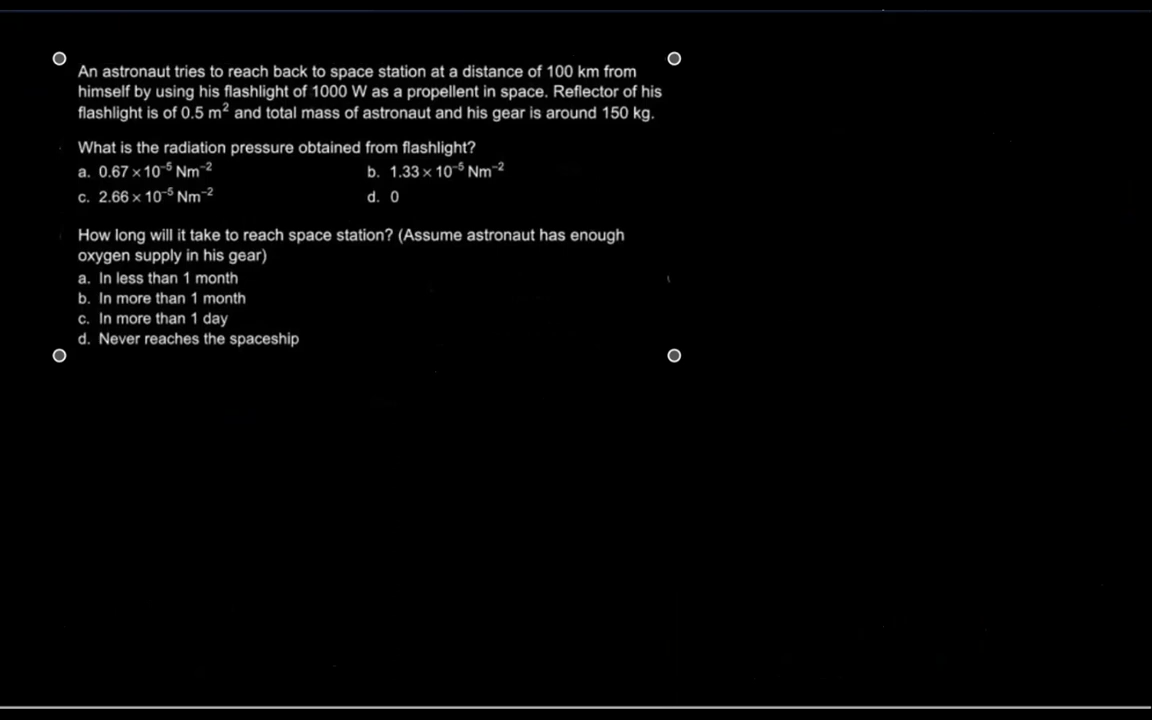 An astronaut tries to reach back to space station at a distance of 100 km from
himself by using his flashlight of 1000 W as a propellent in space. Reflector of his
flashlight is of 0.5 m² and total mass of astronaut and his gear is around 150 kg.
What is the radiation pressure obtained from flashlight?
a. 0.67 × 10⁻⁵ Nm⁻² b. 1.33 × 10⁻⁵ Nm⁻²
c. 2.66 × 10⁻⁵ Nm⁻² d. 0
How long will it take to reach space station? (Assume astronaut has enough
oxygen supply in his gear)
a. In less than 1 month
b. In more than 1 month
c. In more than 1 day
d. Never reaches the spaceship